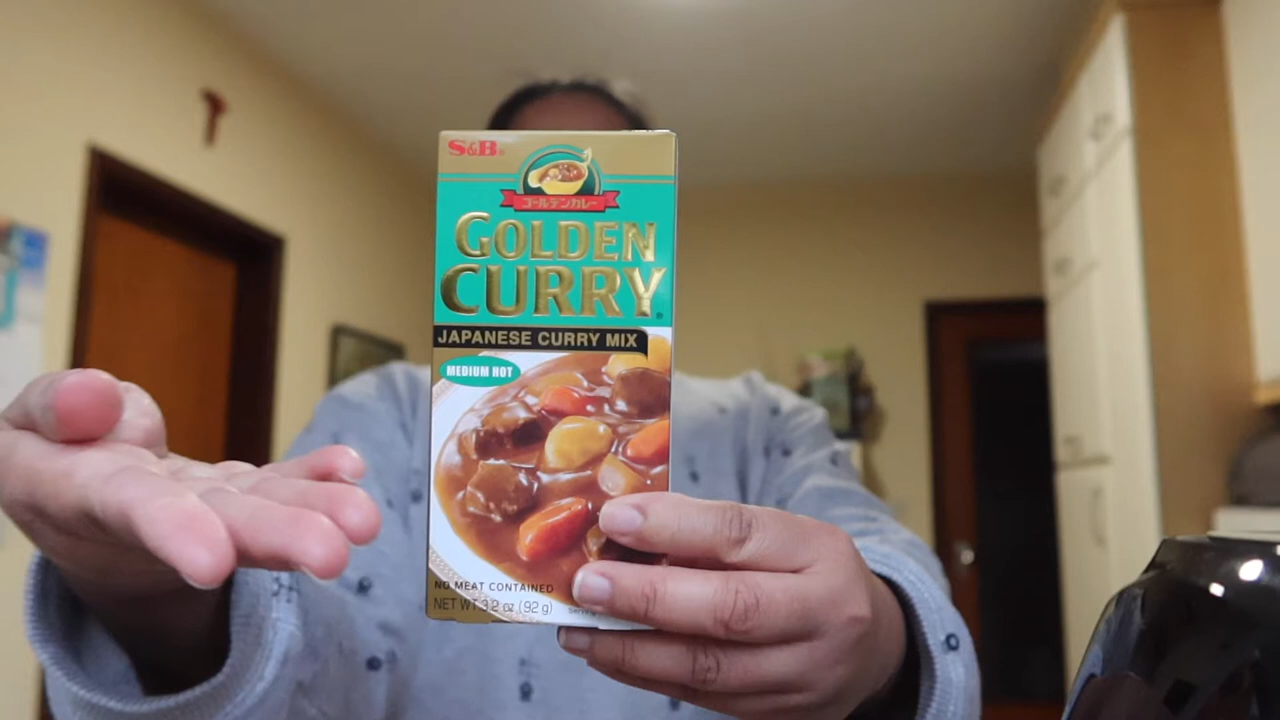 S&B®
ゴールデンカレー
GOLDEN
CURRY®
JAPANESE CURRY MIX
MEDIUM HOT
NO MEAT CONTAINED
NET WT 3.2 oz (92 g)